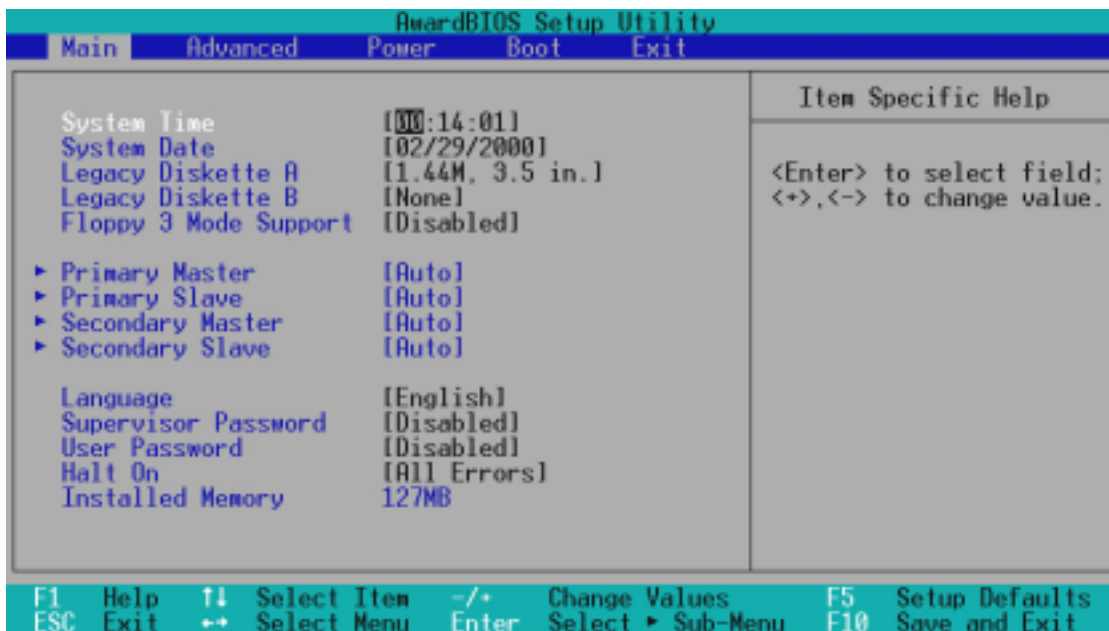 AwardBIOS Setup Utility
Main Advanced Power Boot Exit
Item Specific Help
System Time [00:14:01]
System Date [02/29/2000]
Legacy Diskette A [1.44M, 3.5 in.]
Legacy Diskette B [None]
Floppy 3 Mode Support [Disabled]
<Enter> to select field;
<+>,<-> to change value.
► Primary Master [Auto]
► Primary Slave [Auto]
► Secondary Master [Auto]
► Secondary Slave [Auto]
Language [English]
Supervisor Password [Disabled]
User Password [Disabled]
Halt On [All Errors]
Installed Memory 127MB
F1 Help ↑↓ Select Item -/+ Change Values F5 Setup Defaults
ESC Exit ←→ Select Menu Enter Select ► Sub-Menu F10 Save and Exit